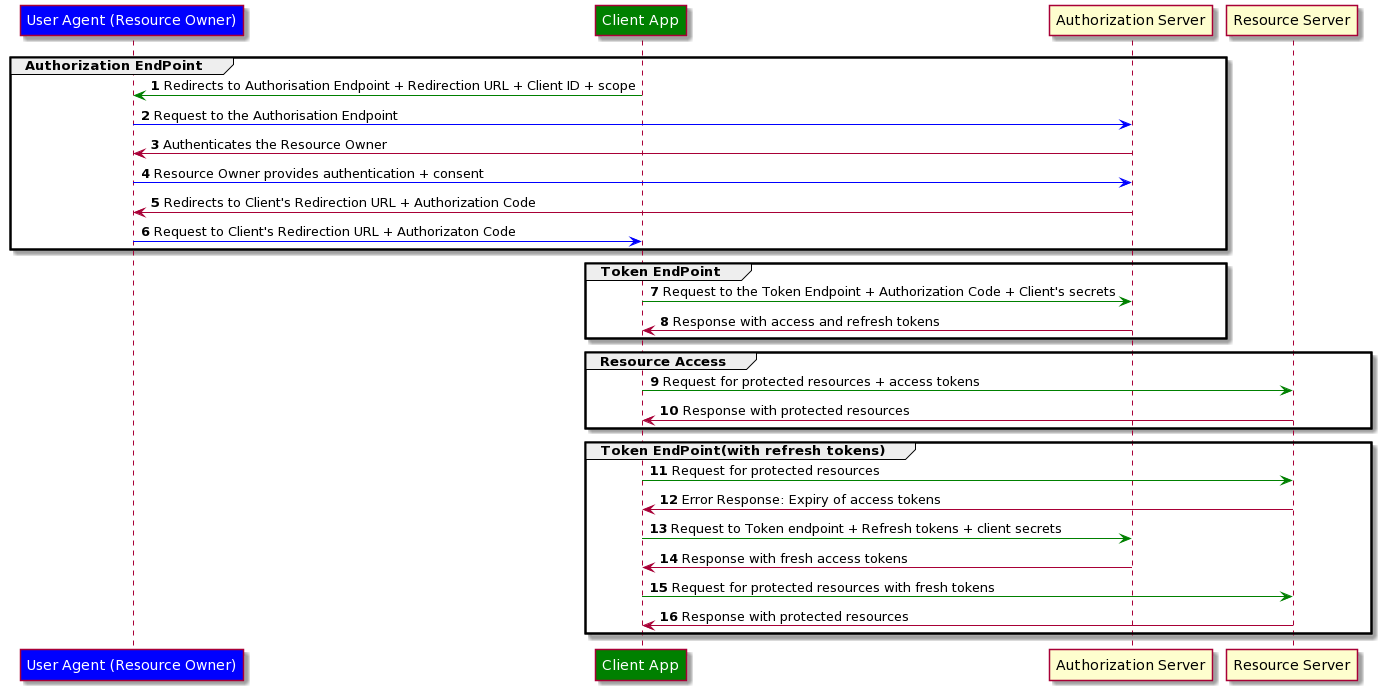 User Agent (Resource Owner) Client App Authorization Server Resource Server
Authorization EndPoint
1 Redirects to Authorisation Endpoint + Redirection URL + Client ID + scope
2 Request to the Authorisation Endpoint
3 Authenticates the Resource Owner
4 Resource Owner provides authentication + consent
5 Redirects to Client's Redirection URL + Authorization Code
6 Request to Client's Redirection URL + Authorizaton Code
Token EndPoint
7 Request to the Token Endpoint + Authorization Code + Client's secrets
8 Response with access and refresh tokens
Resource Access
9 Request for protected resources + access tokens
10 Response with protected resources
Token EndPoint(with refresh tokens)
11 Request for protected resources
12 Error Response: Expiry of access tokens
13 Request to Token endpoint + Refresh tokens + client secrets
14 Response with fresh access tokens
15 Request for protected resources with fresh tokens
16 Response with protected resources
User Agent (Resource Owner) Client App Authorization Server Resource Server